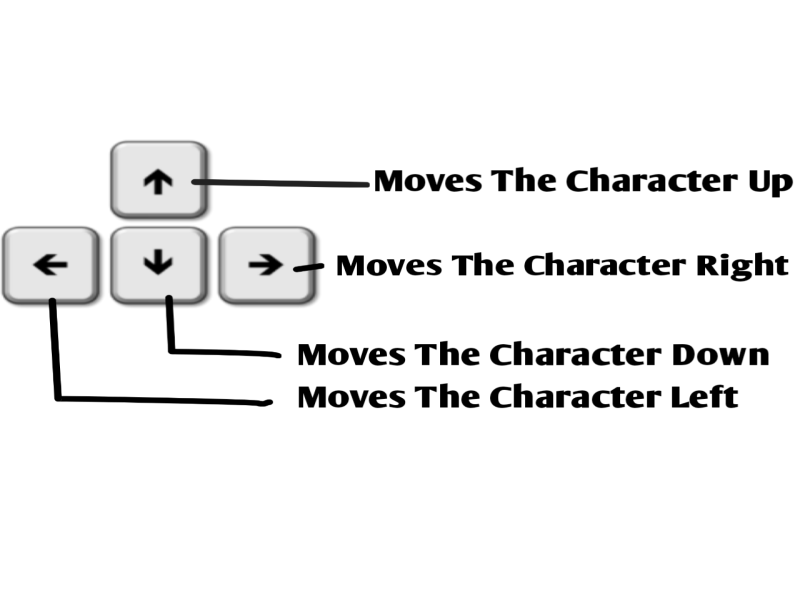 Moves The Character Up
Moves The Character Right
Moves The Character Down
Moves The Character Left